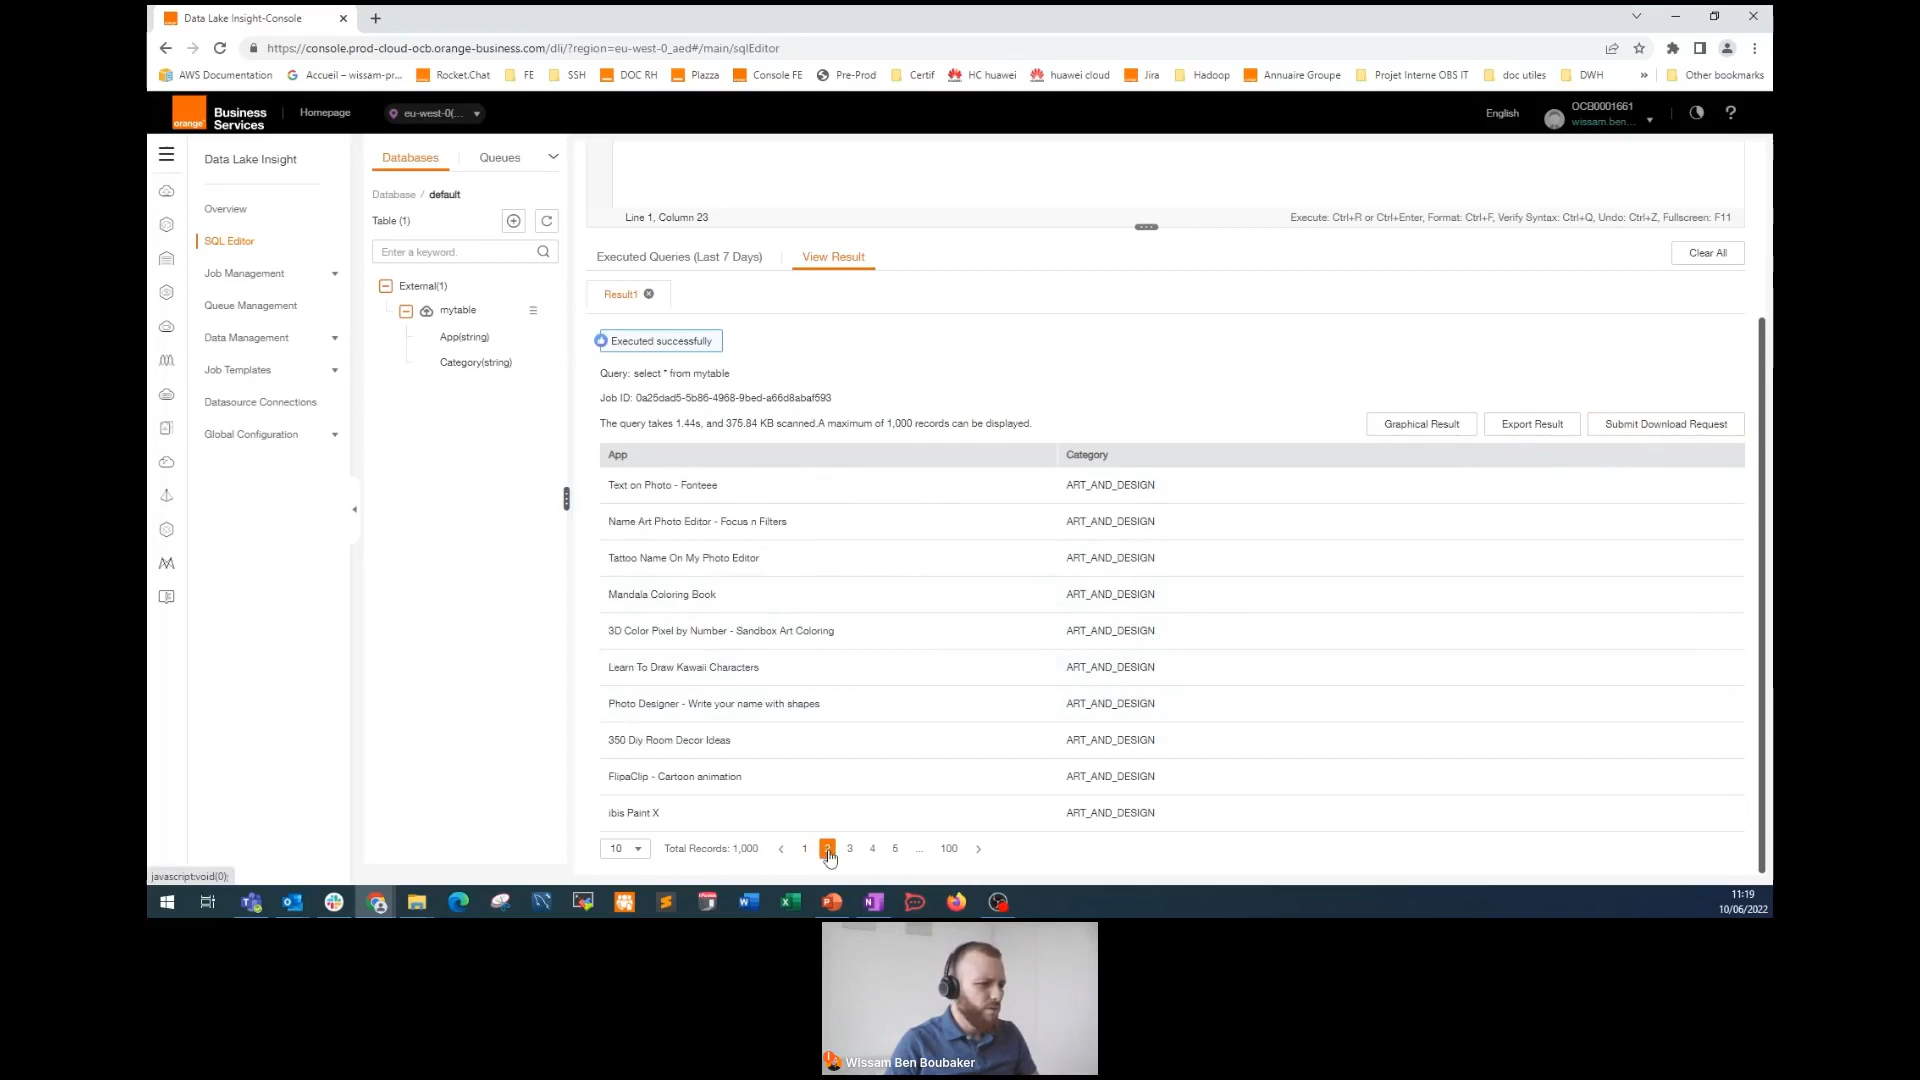 Data Lake Insight-Console
https://console.prod-cloud-ocb.orange-business.com/dli/?region=eu-west-0_aed#/main/sqlEditor
AWS Documentation
Accueil – wissam-pr...
Rocket.Chat
FE
SSH
DOC RH
Plazza
Console FE
Pre-Prod
Certif
HC huawei
huawei cloud
Jira
Hadoop
Annuaire Groupe
Projet Interne OBS IT
doc utiles
DWH
»
Other bookmarks
orange
Business
Services
Homepage
eu-west-0(...
English
OCB0001661
wissam.ben...
?
Data Lake Insight
Overview
SQL Editor
Job Management
Queue Management
Data Management
Job Templates
Datasource Connections
Global Configuration
Databases
Queues
Database / default
Table (1)
Enter a keyword.
External(1)
mytable
App(string)
Category(string)
Line 1, Column 23
Execute: Ctrl+R or Ctrl+Enter, Format: Ctrl+F, Verify Syntax: Ctrl+Q, Undo: Ctrl+Z, Fullscreen: F11
Executed Queries (Last 7 Days)
View Result
Clear All
Result1
Executed successfully
Query: select * from mytable
Job ID: 0a25dad5-5b86-4968-9bed-a66d8abaf593
The query takes 1.44s, and 375.84 KB scanned.A maximum of 1,000 records can be displayed.
Graphical Result
Export Result
Submit Download Request
App Category
Text on Photo - Fonteee ART_AND_DESIGN
Name Art Photo Editor - Focus n Filters ART_AND_DESIGN
Tattoo Name On My Photo Editor ART_AND_DESIGN
Mandala Coloring Book ART_AND_DESIGN
3D Color Pixel by Number - Sandbox Art Coloring ART_AND_DESIGN
Learn To Draw Kawaii Characters ART_AND_DESIGN
Photo Designer - Write your name with shapes ART_AND_DESIGN
350 Diy Room Decor Ideas ART_AND_DESIGN
FlipaClip - Cartoon animation ART_AND_DESIGN
ibis Paint X ART_AND_DESIGN
10 Total Records: 1,000 < 1 2 3 4 5 ... 100 >
javascript:void(0);
11:19
10/06/2022
Wissam Ben Boubaker